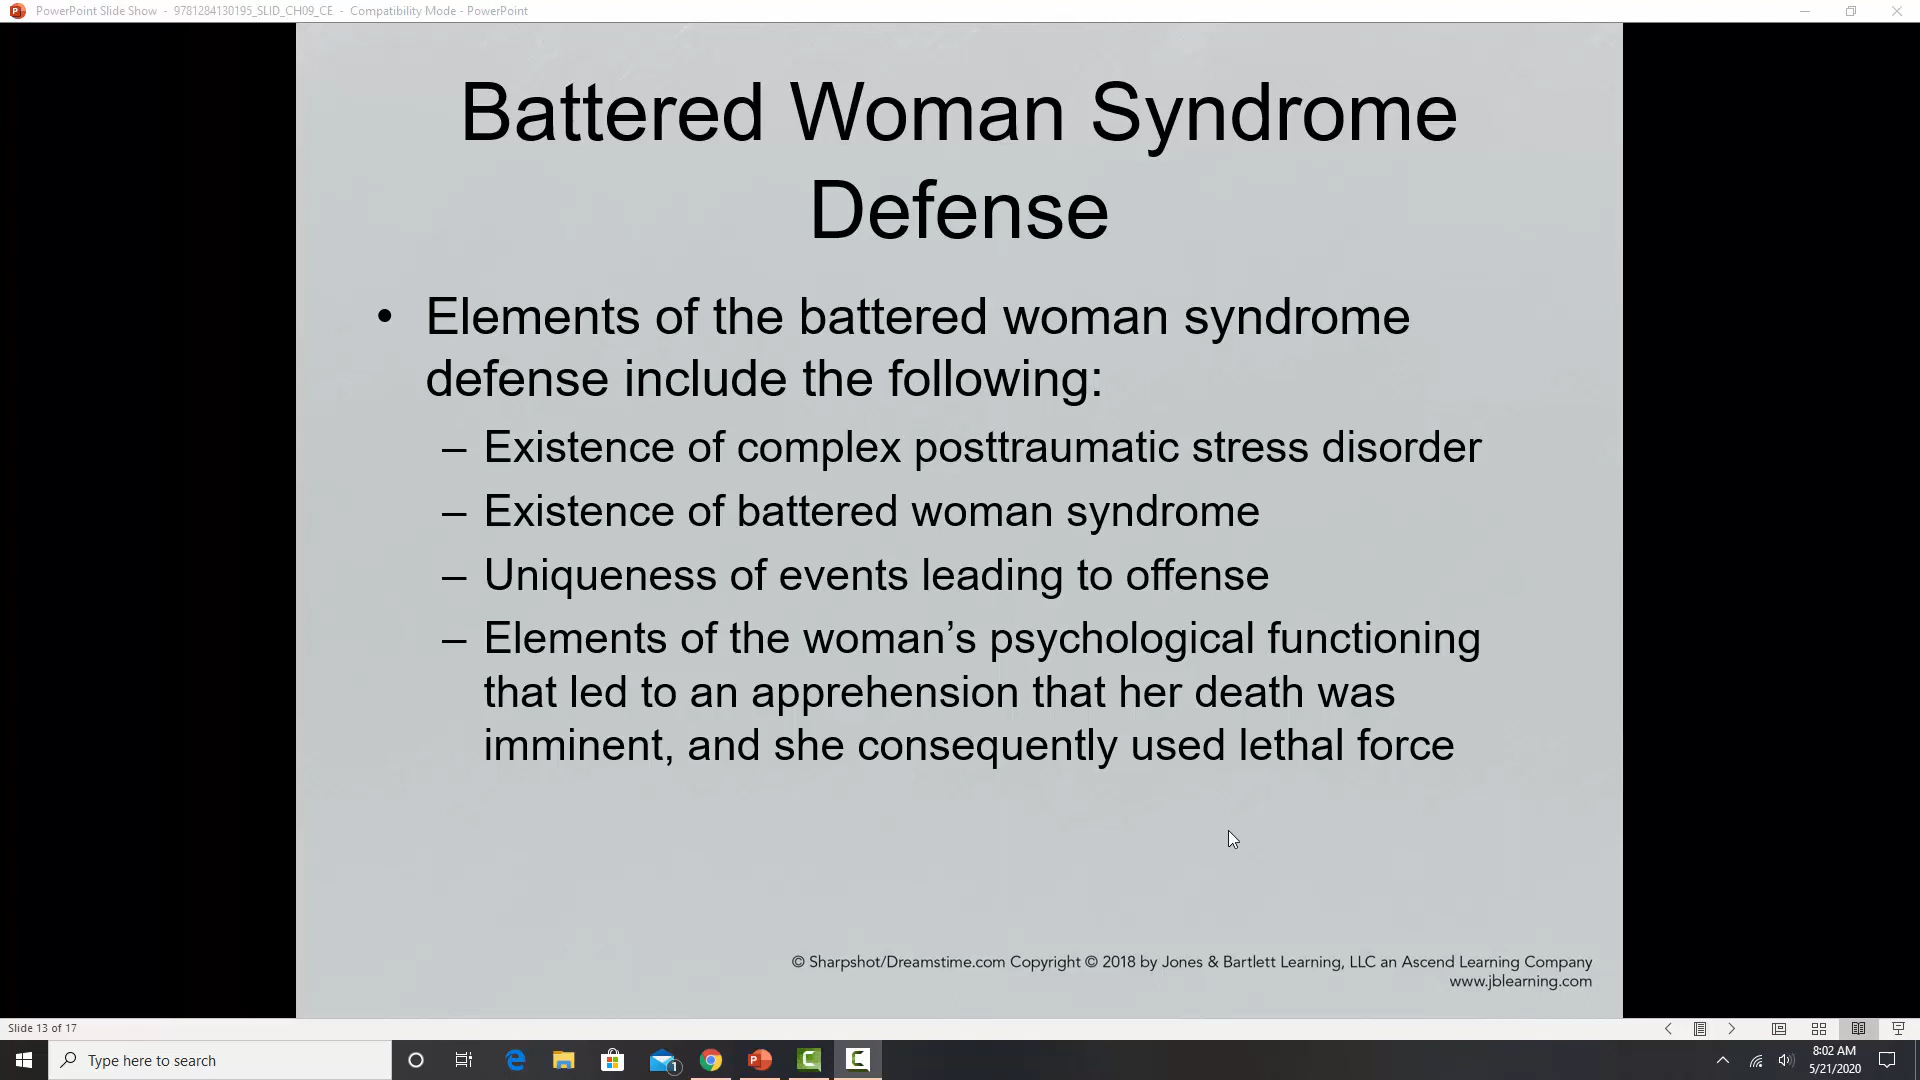 PowerPoint Slide Show - 9781284130195_SLID_CH09_CE - Compatibility Mode - PowerPoint
Battered Woman Syndrome
Defense
• Elements of the battered woman syndrome
defense include the following:
– Existence of complex posttraumatic stress disorder
– Existence of battered woman syndrome
– Uniqueness of events leading to offense
– Elements of the woman’s psychological functioning
that led to an apprehension that her death was
imminent, and she consequently used lethal force
© Sharpshot/Dreamstime.com Copyright © 2018 by Jones & Bartlett Learning, LLC an Ascend Learning Company
www.jblearning.com
Slide 13 of 17
Type here to search
1
8:02 AM
5/21/2020